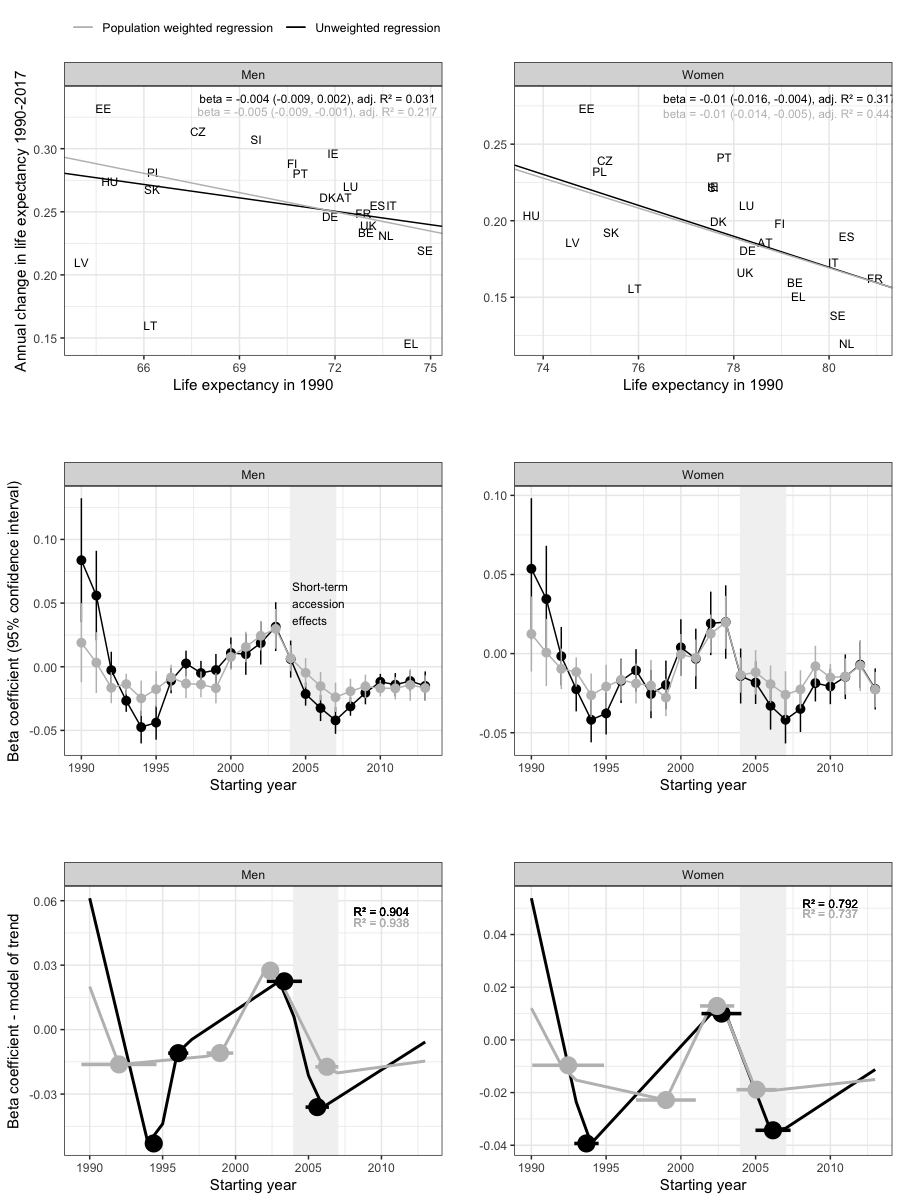 Population weighted regression Unweighted regression
Men
Women
Annual change in life expectancy 1990-2017
beta = -0.004 (-0.009, 0.002), adj. R² = 0.031
beta = -0.005 (-0.009, -0.001), adj. R² = 0.217
EE
CZ
SI
IE
FI
PL
PT
HU
SK
LU
DKAT
ESIT
DE
FR
UK
BE
NL
SE
LV
LT
EL
0.30
0.25
0.20
0.15
66 69 72 75
Life expectancy in 1990
beta = -0.01 (-0.016, -0.004), adj. R² = 0.317
beta = -0.01 (-0.014, -0.005), adj. R² = 0.44
EE
CZ
PL
PT
IE
SI
LU
HU
DK
FI
SK
LV
AT
ES
DE
IT
UK
FR
LT
BE
EL
SE
NL
0.25
0.20
0.15
74 76 78 80
Life expectancy in 1990
Men
Women
Beta coefficient (95% confidence interval)
0.10
0.05
0.00
-0.05
Short-term
accession
effects
1990 1995 2000 2005 2010
Starting year
0.10
0.05
0.00
-0.05
1990 1995 2000 2005 2010
Starting year
Men
Women
Beta coefficient - model of trend
0.06
0.03
0.00
-0.03
R² = 0.904
R² = 0.938
1990 1995 2000 2005 2010
Starting year
0.04
0.02
0.00
-0.02
-0.04
R² = 0.792
R² = 0.737
1990 1995 2000 2005 2010
Starting year